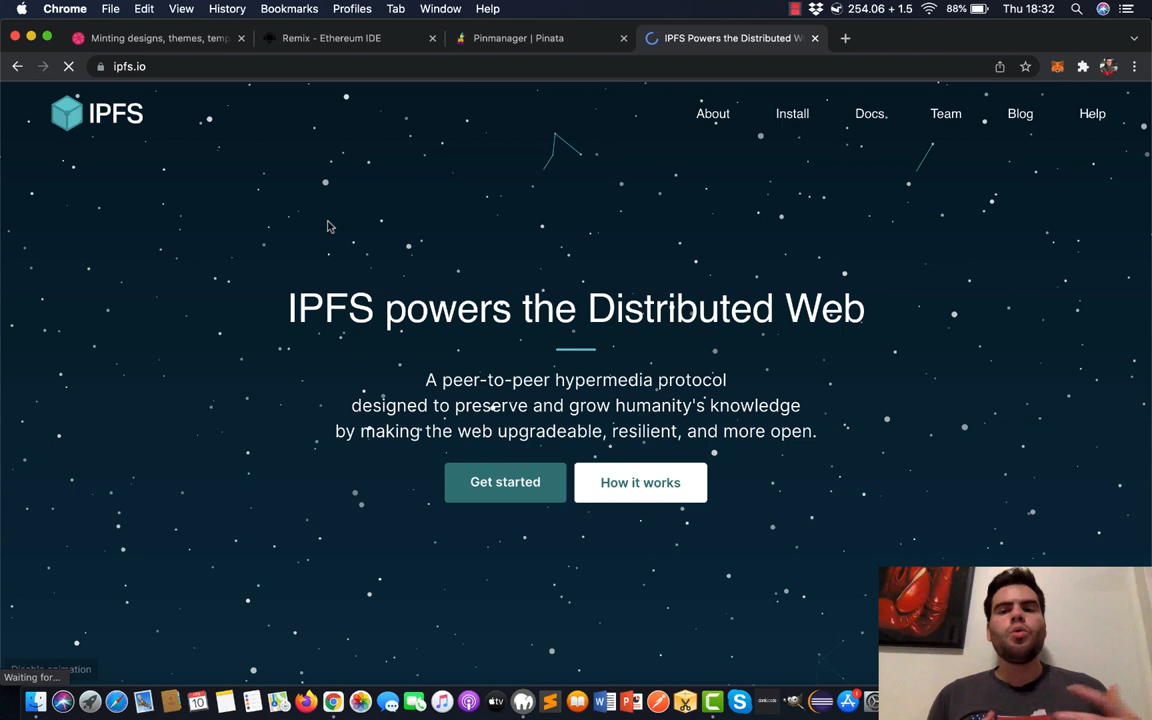 Chrome File Edit View History Bookmarks Profiles Tab Window Help 254.06 + 1.5 88% Thu 18:32
Minting designs, themes, temp Remix - Ethereum IDE Pinmanager | Pinata IPFS Powers the Distributed W
ipfs.io
IPFS About Install Docs Team Blog Help
IPFS powers the Distributed Web
A peer-to-peer hypermedia protocol
designed to preserve and grow humanity's knowledge
by making the web upgradeable, resilient, and more open.
Get started How it works
Disable animation
Waiting for...